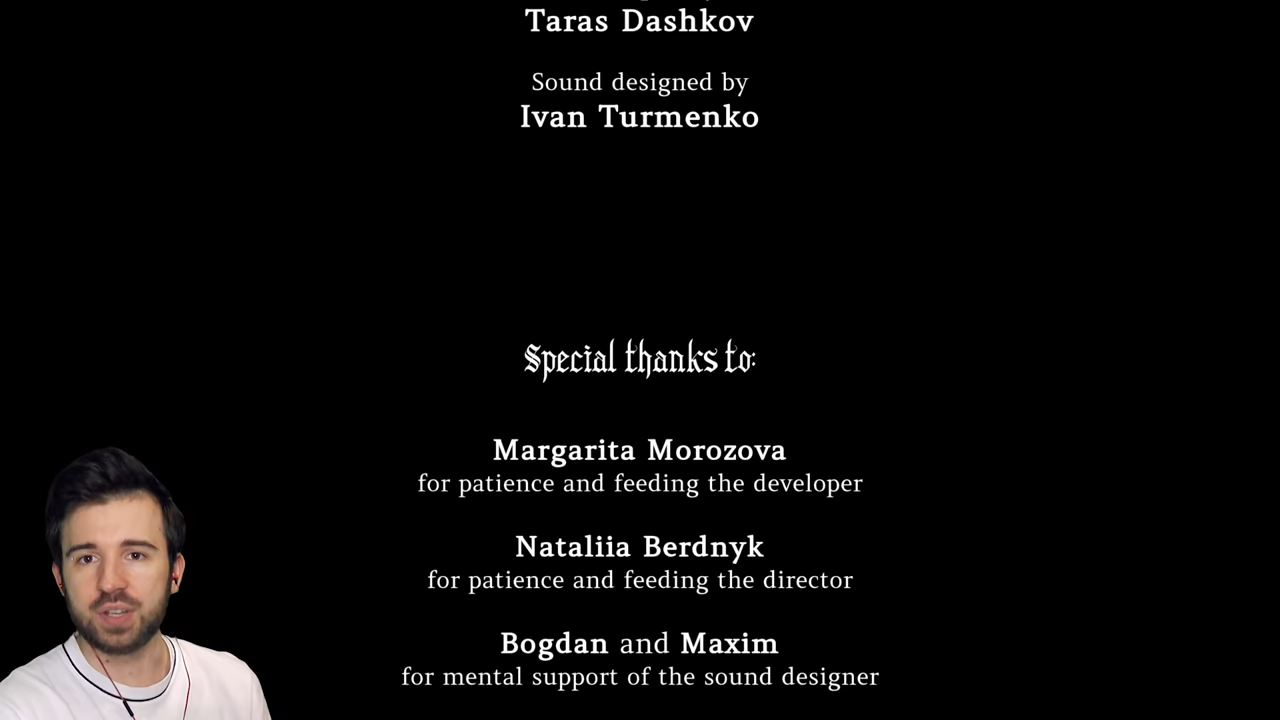 Taras Dashkov
Sound designed by
Ivan Turmenko
Special thanks to:
Margarita Morozova
for patience and feeding the developer
Nataliia Berdnyk
for patience and feeding the director
Bogdan and Maxim
for mental support of the sound designer